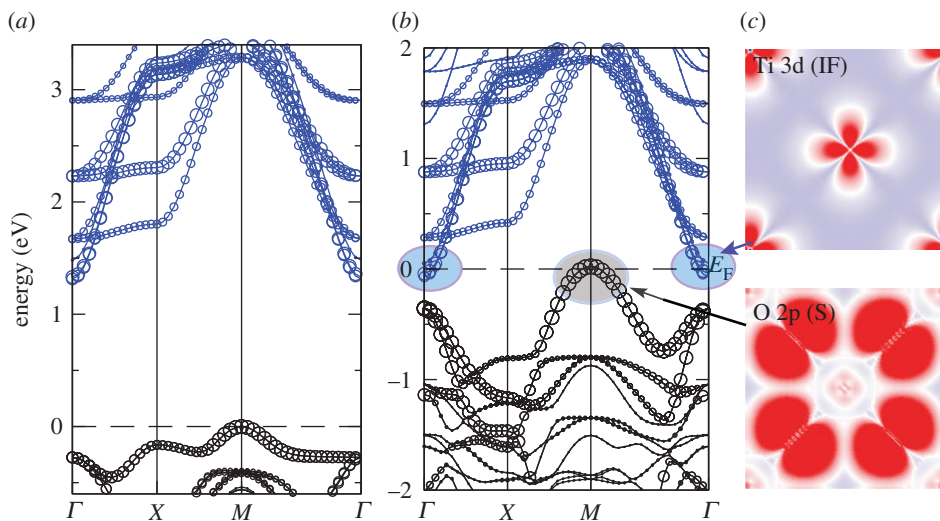 (a)
(b)
(c)
energy (eV)
3
2
1
0
Γ
X
M
Γ
2
1
0
−1
−2
E_F
Γ
X
M
Γ
Ti 3d (IF)
O 2p (S)